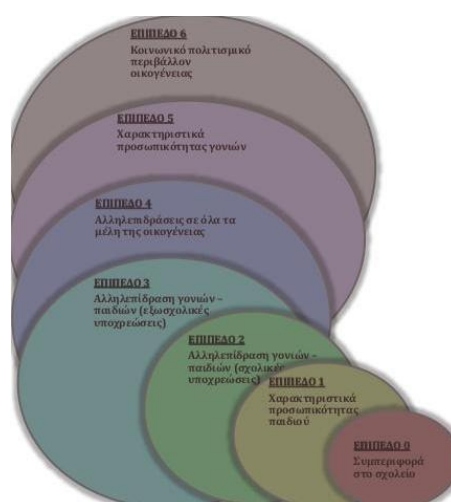 ΕΠΙΠΕΔΟ 6
Κοινωνικό πολιτισμικό
περιβάλλον
οικογένειας
ΕΠΙΠΕΔΟ 5
Χαρακτηριστικά
προσωπικότητας γονιών
ΕΠΙΠΕΔΟ 4
Αλληλεπιδράσεις σε όλα τα
μέλη της οικογένειας
ΕΠΙΠΕΔΟ 3
Αλληλεπίδραση γονιών –
παιδιών (εξωσχολικές
υποχρεώσεις)
ΕΠΙΠΕΔΟ 2
Αλληλεπίδραση γονιών –
παιδιών (σχολικές
υποχρεώσεις)
ΕΠΙΠΕΔΟ 1
Χαρακτηριστικά
προσωπικότητας
παιδιού
ΕΠΙΠΕΔΟ 0
Συμπεριφορά
στο σχολείο